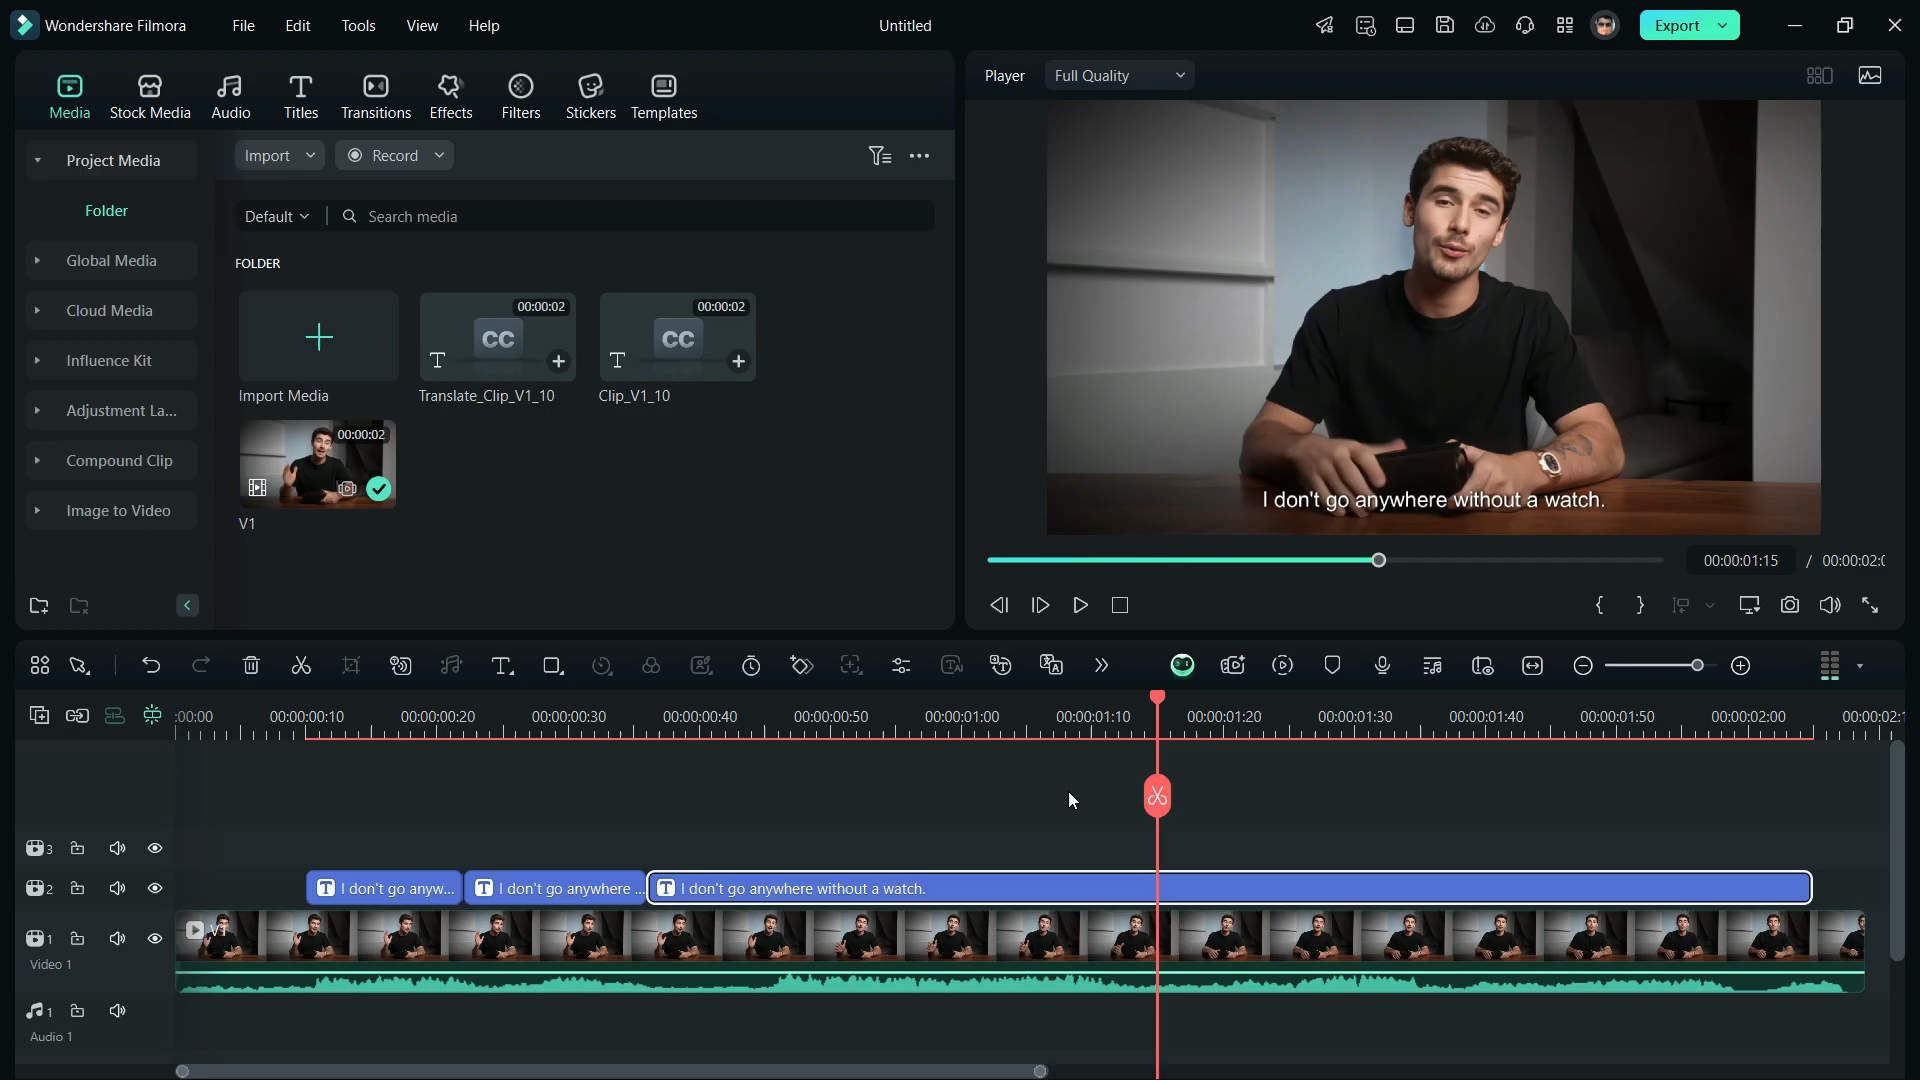 Wondershare Filmora
File
Edit
Tools
View
Help
Untitled
Export
Media
Stock Media
Audio
Titles
Transitions
Effects
Filters
Stickers
Templates
Player
Full Quality
Project Media
Folder
Global Media
Cloud Media
Influence Kit
Adjustment La...
Compound Clip
Image to Video
Import
Record
Default
Search media
FOLDER
Import Media
00:00:02
CC
T
Translate_Clip_V1_10
00:00:02
CC
T
Clip_V1_10
00:00:02
V1
I don't go anywhere without a watch.
00:00:01:15
/ 00:00:02:0
:00:00
00:00:00:10
00:00:00:20
00:00:00:30
00:00:00:40
00:00:00:50
00:00:01:00
00:00:01:10
00:00:01:20
00:00:01:30
00:00:01:40
00:00:01:50
00:00:02:00
00:00:02:1
3
2
T I don't go anyw...
T I don't go anywhere ...
T I don't go anywhere without a watch.
1
V1
Video 1
1
Audio 1